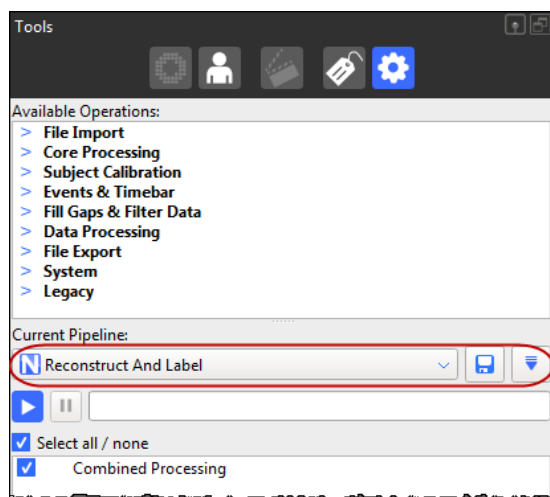 Tools
Available Operations:
> File Import
> Core Processing
> Subject Calibration
> Events & Timebar
> Fill Gaps & Filter Data
> Data Processing
> File Export
> System
> Legacy
Current Pipeline:
N Reconstruct And Label
Select all / none
Combined Processing